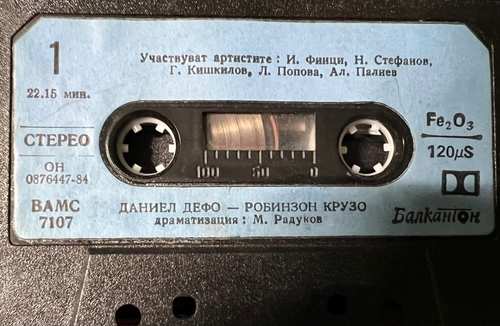 1
Участвуват артистите : И. Финци, Н. Стефанов,
Г. Кишкилов, Л. Попова, Ал. Палиев
22.15 мин.
СТЕРЕО
ОН
0876447-84
ВАМС
7107
Fe₂O₃
120µS
100 50 0
ДАНИЕЛ ДЕФО — РОБИНЗОН КРУЗО
драматизация : М. Радуков
Балкантон